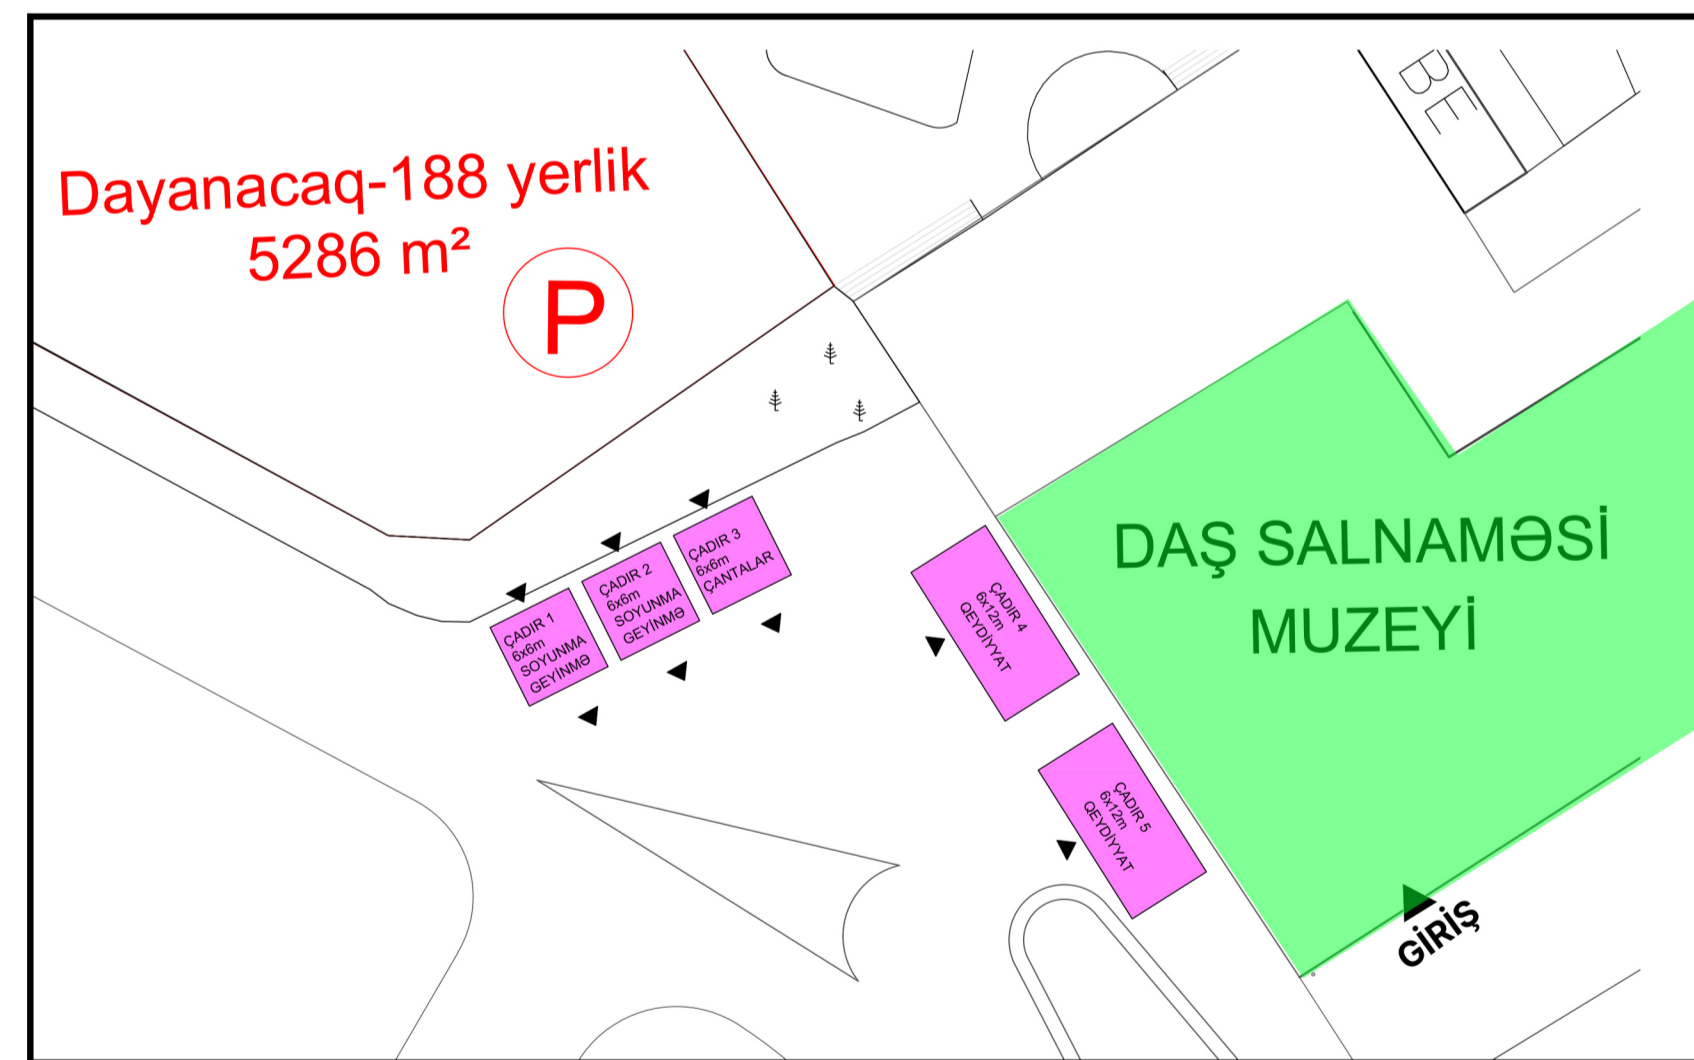 Dayanacaq-188 yerlik
5286 m²
P
BE
ÇADIR 1
6x6m
SOYUNMA
GEYİNMƏ
ÇADIR 2
6x6m
SOYUNMA
GEYİNMƏ
ÇADIR 3
6x6m
ÇANTALAR
ÇADIR 4
6x12m
QEYDİYYAT
ÇADIR 5
6x12m
QEYDİYYAT
DAŞ SALNAMƏSİ
MUZEYİ
GİRİŞ